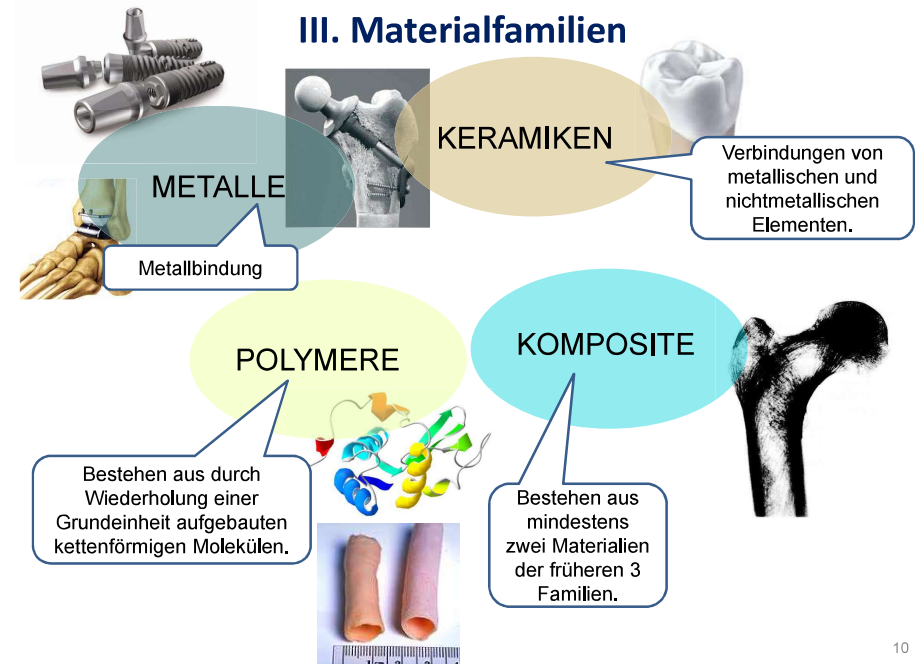 III. Materialfamilien
KERAMIKEN
Verbindungen von
metallischen und
nichtmetallischen
Elementen.
METALLE
Metallbindung
POLYMERE
KOMPOSITE
Bestehen aus durch
Wiederholung einer
Grundeinheit aufgebauten
kettenförmigen Molekülen.
Bestehen aus
mindestens
zwei Materialien
der früheren 3
Familien.
10